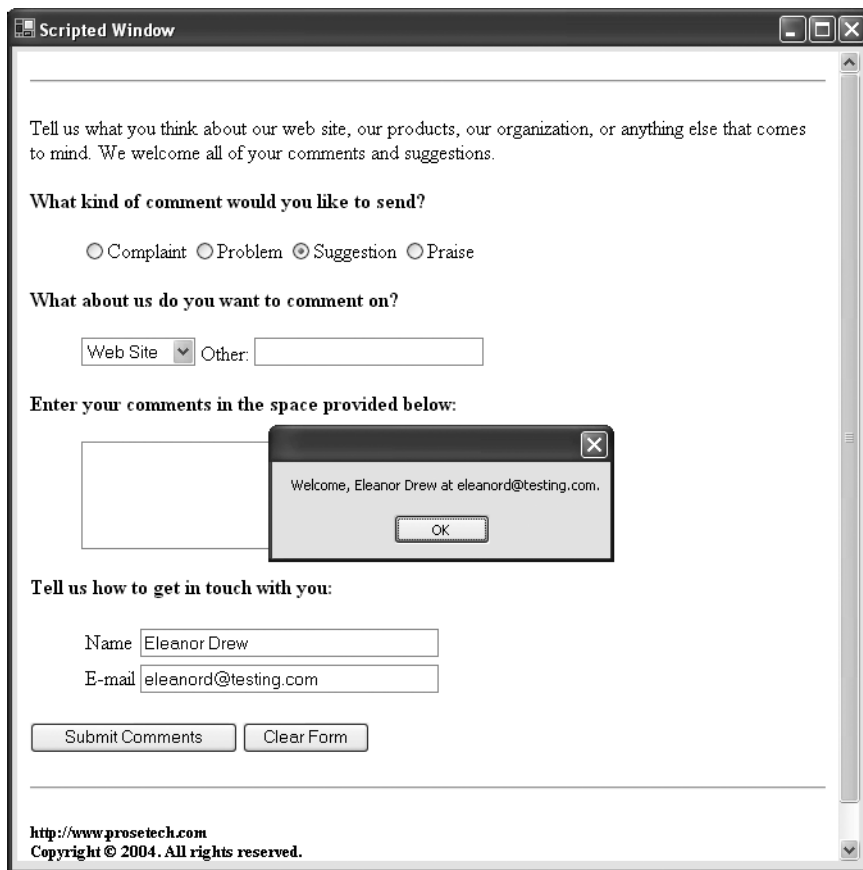 Scripted Window
Tell us what you think about our web site, our products, our organization, or anything else that comes
to mind. We welcome all of your comments and suggestions.
What kind of comment would you like to send?
Complaint Problem Suggestion Praise
What about us do you want to comment on?
Web Site Other:
Enter your comments in the space provided below:
Welcome, Eleanor Drew at eleanord@testing.com.
OK
Tell us how to get in touch with you:
Name Eleanor Drew
E-mail eleanord@testing.com
Submit Comments Clear Form
http://www.prosetech.com
Copyright © 2004. All rights reserved.